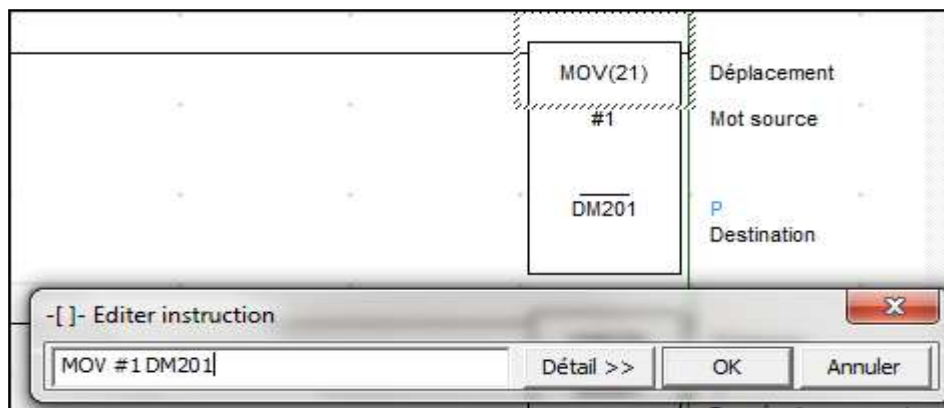 MOV(21) Déplacement
#1 Mot source
DM201 P
Destination
-[ ]- Editer instruction
MOV #1 DM201 Détail >> OK Annuler